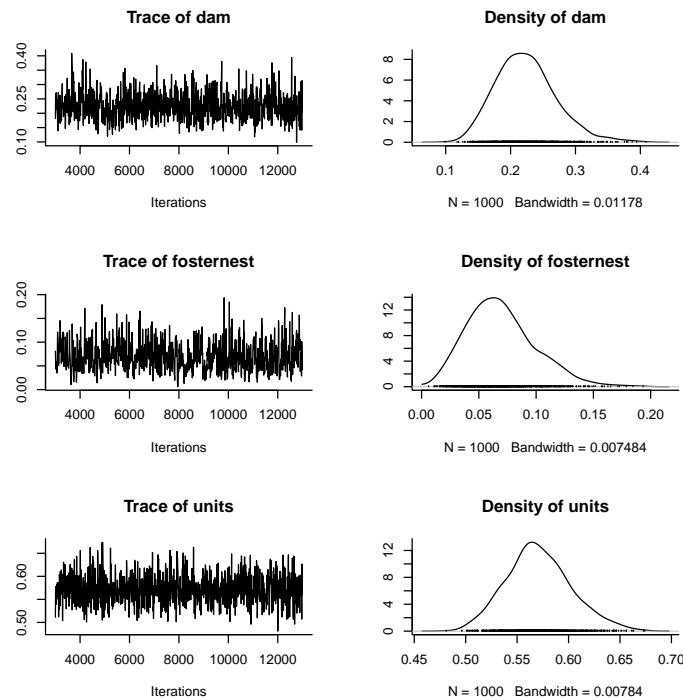 Trace of dam
0.10 0.25 0.40
4000 6000 8000 10000 12000
Iterations
Density of dam
0 2 4 6 8
0.1 0.2 0.3 0.4
N = 1000 Bandwidth = 0.01178
Trace of fosternest
0.00 0.10 0.20
4000 6000 8000 10000 12000
Iterations
Density of fosternest
0 4 8 12
0.00 0.05 0.10 0.15 0.20
N = 1000 Bandwidth = 0.007484
Trace of units
0.50 0.60
4000 6000 8000 10000 12000
Iterations
Density of units
0 4 8 12
0.45 0.50 0.55 0.60 0.65 0.70
N = 1000 Bandwidth = 0.00784